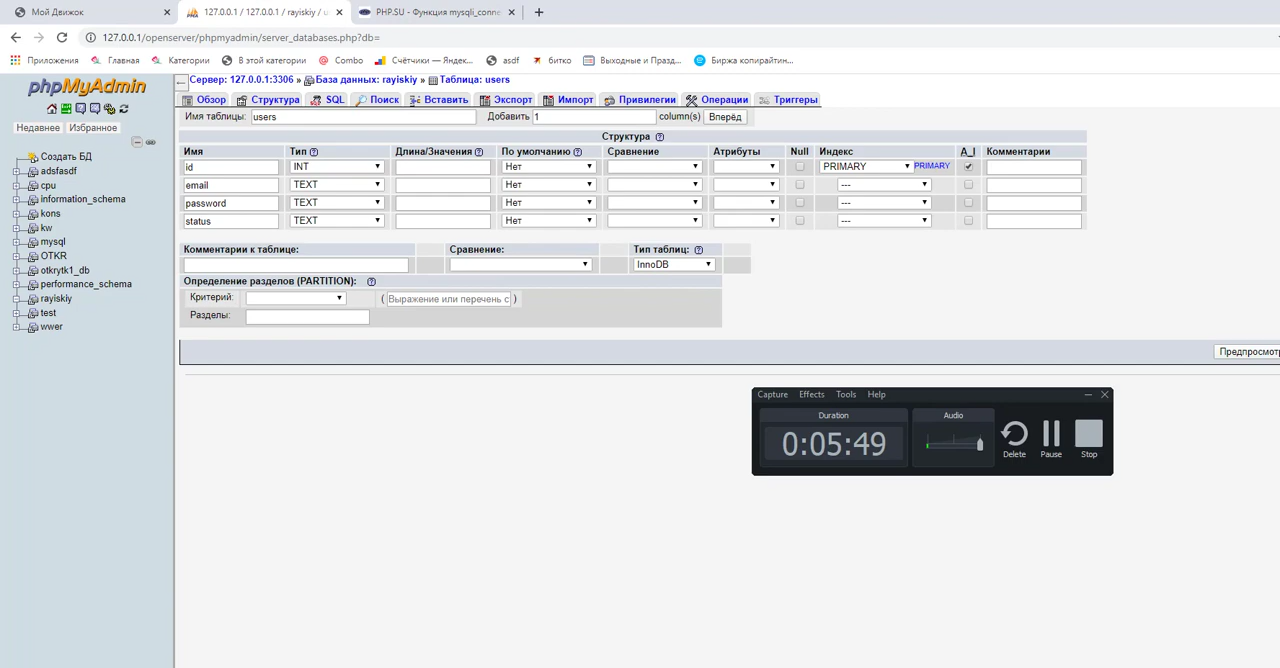 Мой Движок
127.0.0.1 / 127.0.0.1 / rayiskiy / u
PHP.SU - Функция mysqli_conne
127.0.0.1/openserver/phpmyadmin/server_databases.php?db=
Приложения Главная Категории В этой категории Combo Счётчики — Яндек... asdf битко Выходные и Празд... Биржа копирайтин...
phpMyAdmin
Недавнее Избранное
Создать БД
adsfasdf
cpu
information_schema
kons
kw
mysql
OTKR
otkrytk1_db
performance_schema
rayiskiy
test
wwer
Сервер: 127.0.0.1:3306 » База данных: rayiskiy » Таблица: users
Обзор Структура SQL Поиск Вставить Экспорт Импорт Привилегии Операции Триггеры
Имя таблицы: users Добавить 1 column(s) Вперёд
Структура
Имя Тип Длина/Значения По умолчанию Сравнение Атрибуты Null Индекс A_I Комментарии
id INT Нет PRIMARY PRIMARY
email TEXT Нет ---
password TEXT Нет ---
status TEXT Нет ---
Комментарии к таблице: Сравнение: Тип таблиц:
InnoDB
Определение разделов (PARTITION):
Критерий: ( Выражение или перечень с )
Разделы:
Предпросмотр
Capture Effects Tools Help
Duration Audio
0:05:49
Delete Pause Stop